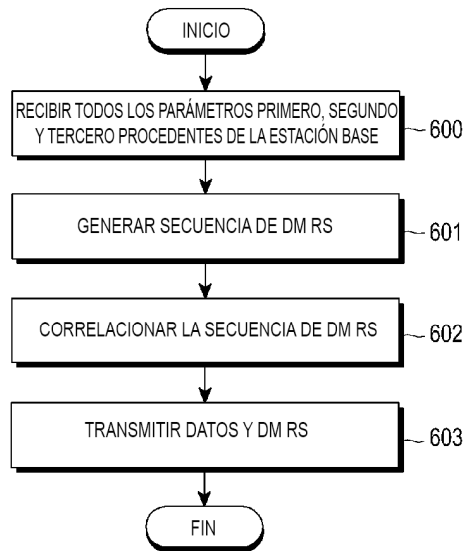 INICIO
RECIBIR TODOS LOS PARÁMETROS PRIMERO, SEGUNDO
Y TERCERO PROCEDENTES DE LA ESTACIÓN BASE
600
GENERAR SECUENCIA DE DM RS
601
CORRELACIONAR LA SECUENCIA DE DM RS
602
TRANSMITIR DATOS Y DM RS
603
FIN